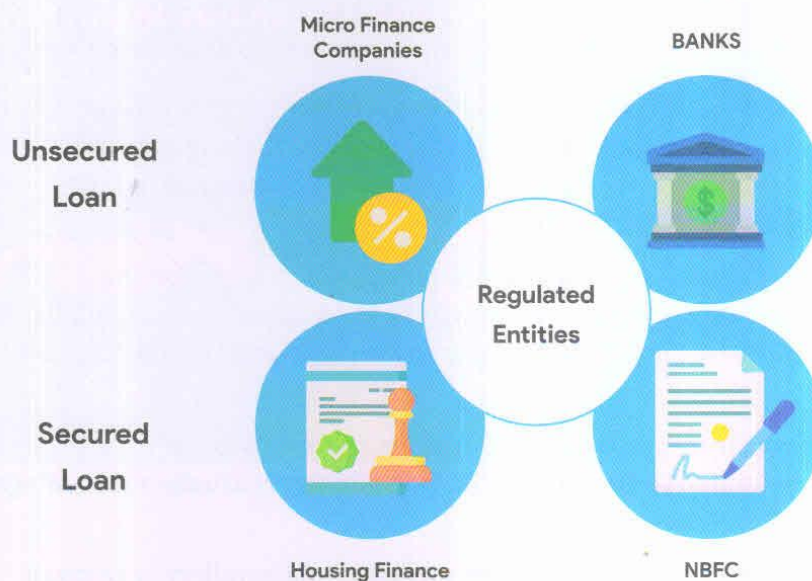 Micro Finance
Companies
BANKS
Unsecured
Loan
Regulated
Entities
Secured
Loan
Housing Finance
NBFC